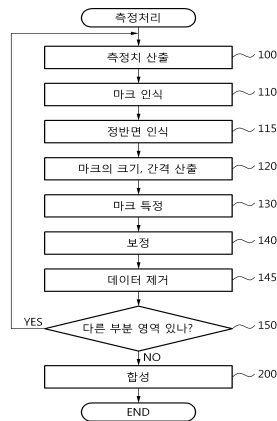 측정처리
측정치 산출
100
마크 인식
110
정반면 인식
115
마크의 크기, 간격 산출
120
마크 특정
130
보정
140
데이터 제거
145
YES
다른 부분 영역 있나?
150
NO
합성
200
END